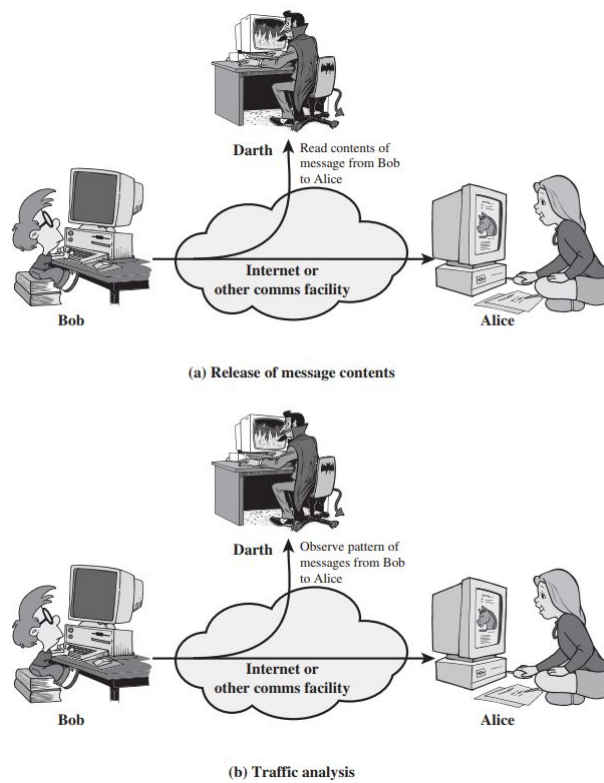 Darth
Read contents of
message from Bob
to Alice
Internet or
other comms facility
Bob
Alice
(a) Release of message contents
Darth
Observe pattern of
messages from Bob
to Alice
Internet or
other comms facility
Bob
Alice
(b) Traffic analysis